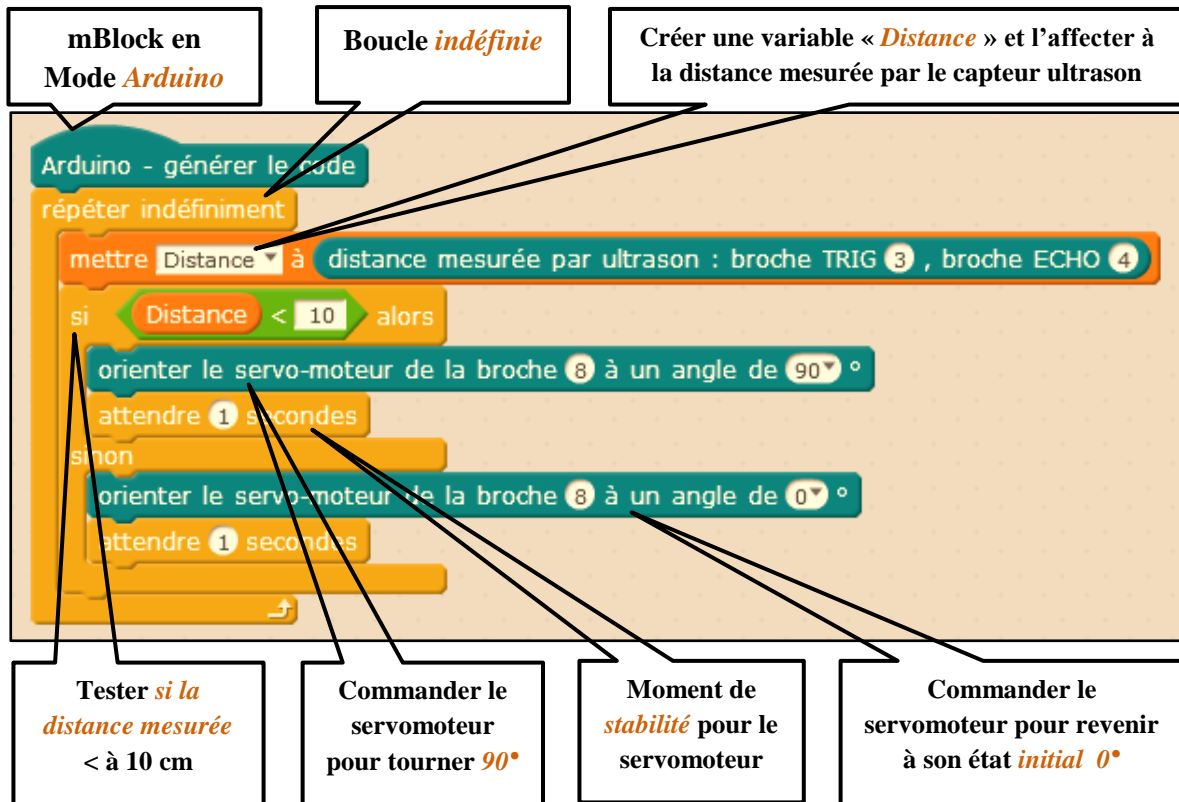 mBlock en
Mode Arduino
Boucle indéfinie
Créer une variable « Distance » et l'affecter à
la distance mesurée par le capteur ultrason
Arduino - générer le code
répéter indéfiniment
mettre Distance à distance mesurée par ultrason : broche TRIG 3 , broche ECHO 4
si Distance < 10 alors
orienter le servo-moteur de la broche 8 à un angle de 90 °
attendre 1 secondes
sinon
orienter le servo-moteur de la broche 8 à un angle de 0 °
attendre 1 secondes
Tester si la
distance mesurée
< à 10 cm
Commander le
servomoteur
pour tourner 90°
Moment de
stabilité pour le
servomoteur
Commander le
servomoteur pour revenir
à son état initial 0°